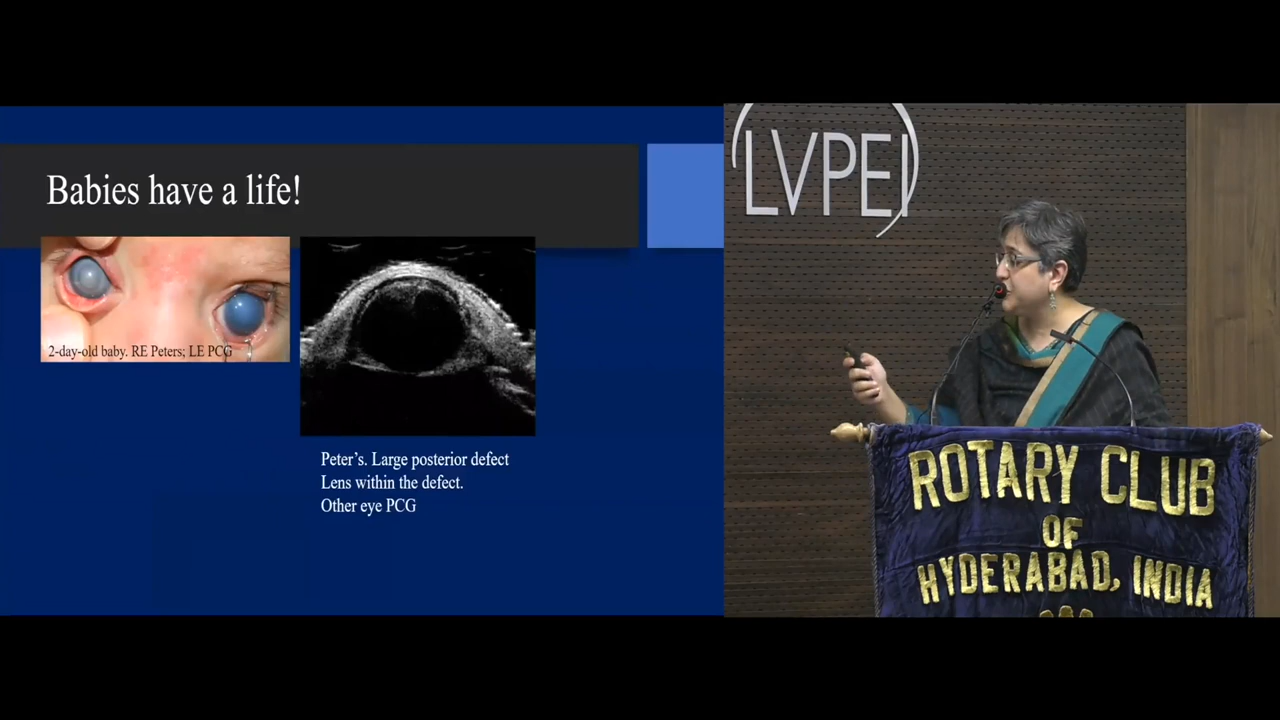 Babies have a life!
2-day-old baby. RE Peters; LE PCG
Peter's. Large posterior defect
Lens within the defect.
Other eye PCG
LVPEI
ROTARY CLUB
OF
HYDERABAD, INDIA